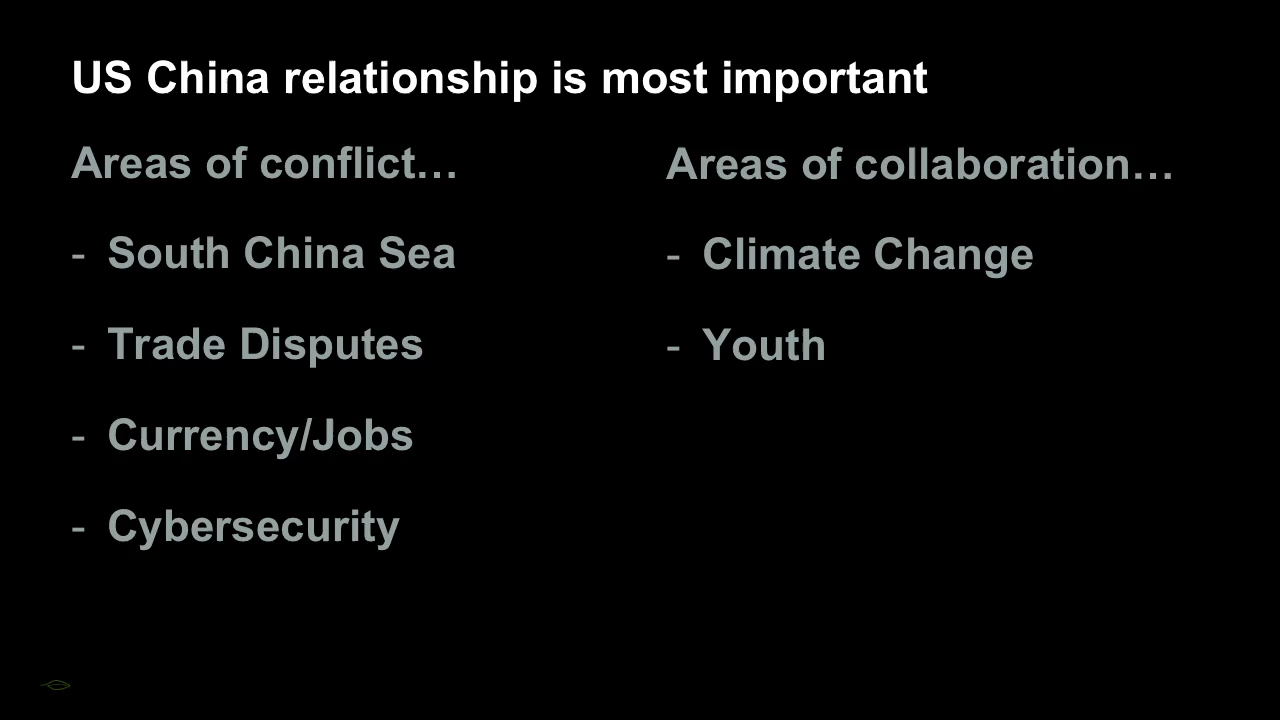 US China relationship is most important
Areas of conflict…
- South China Sea
- Trade Disputes
- Currency/Jobs
- Cybersecurity
Areas of collaboration…
- Climate Change
- Youth